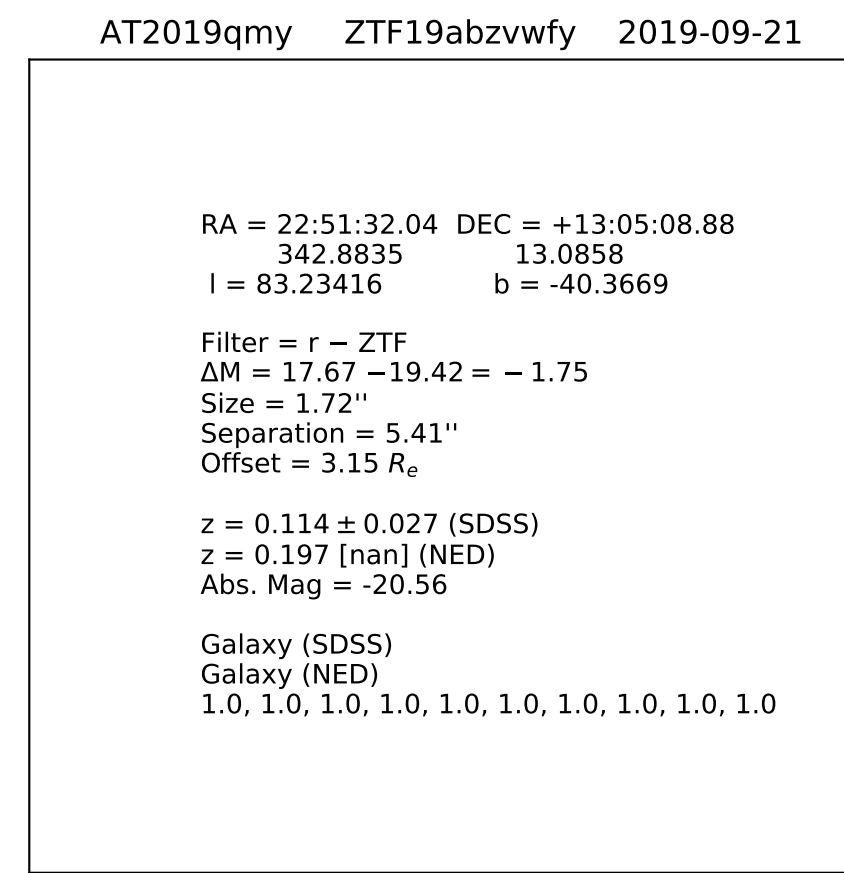 AT2019qmy ZTF19abzvwfy 2019-09-21
RA = 22:51:32.04 DEC = +13:05:08.88
342.8835 13.0858
l = 83.23416 b = -40.3669
Filter = r − ZTF
ΔM = 17.67 −19.42 = − 1.75
Size = 1.72''
Separation = 5.41''
Offset = 3.15 Rₑ
z = 0.114 ± 0.027 (SDSS)
z = 0.197 [nan] (NED)
Abs. Mag = -20.56
Galaxy (SDSS)
Galaxy (NED)
1.0, 1.0, 1.0, 1.0, 1.0, 1.0, 1.0, 1.0, 1.0, 1.0